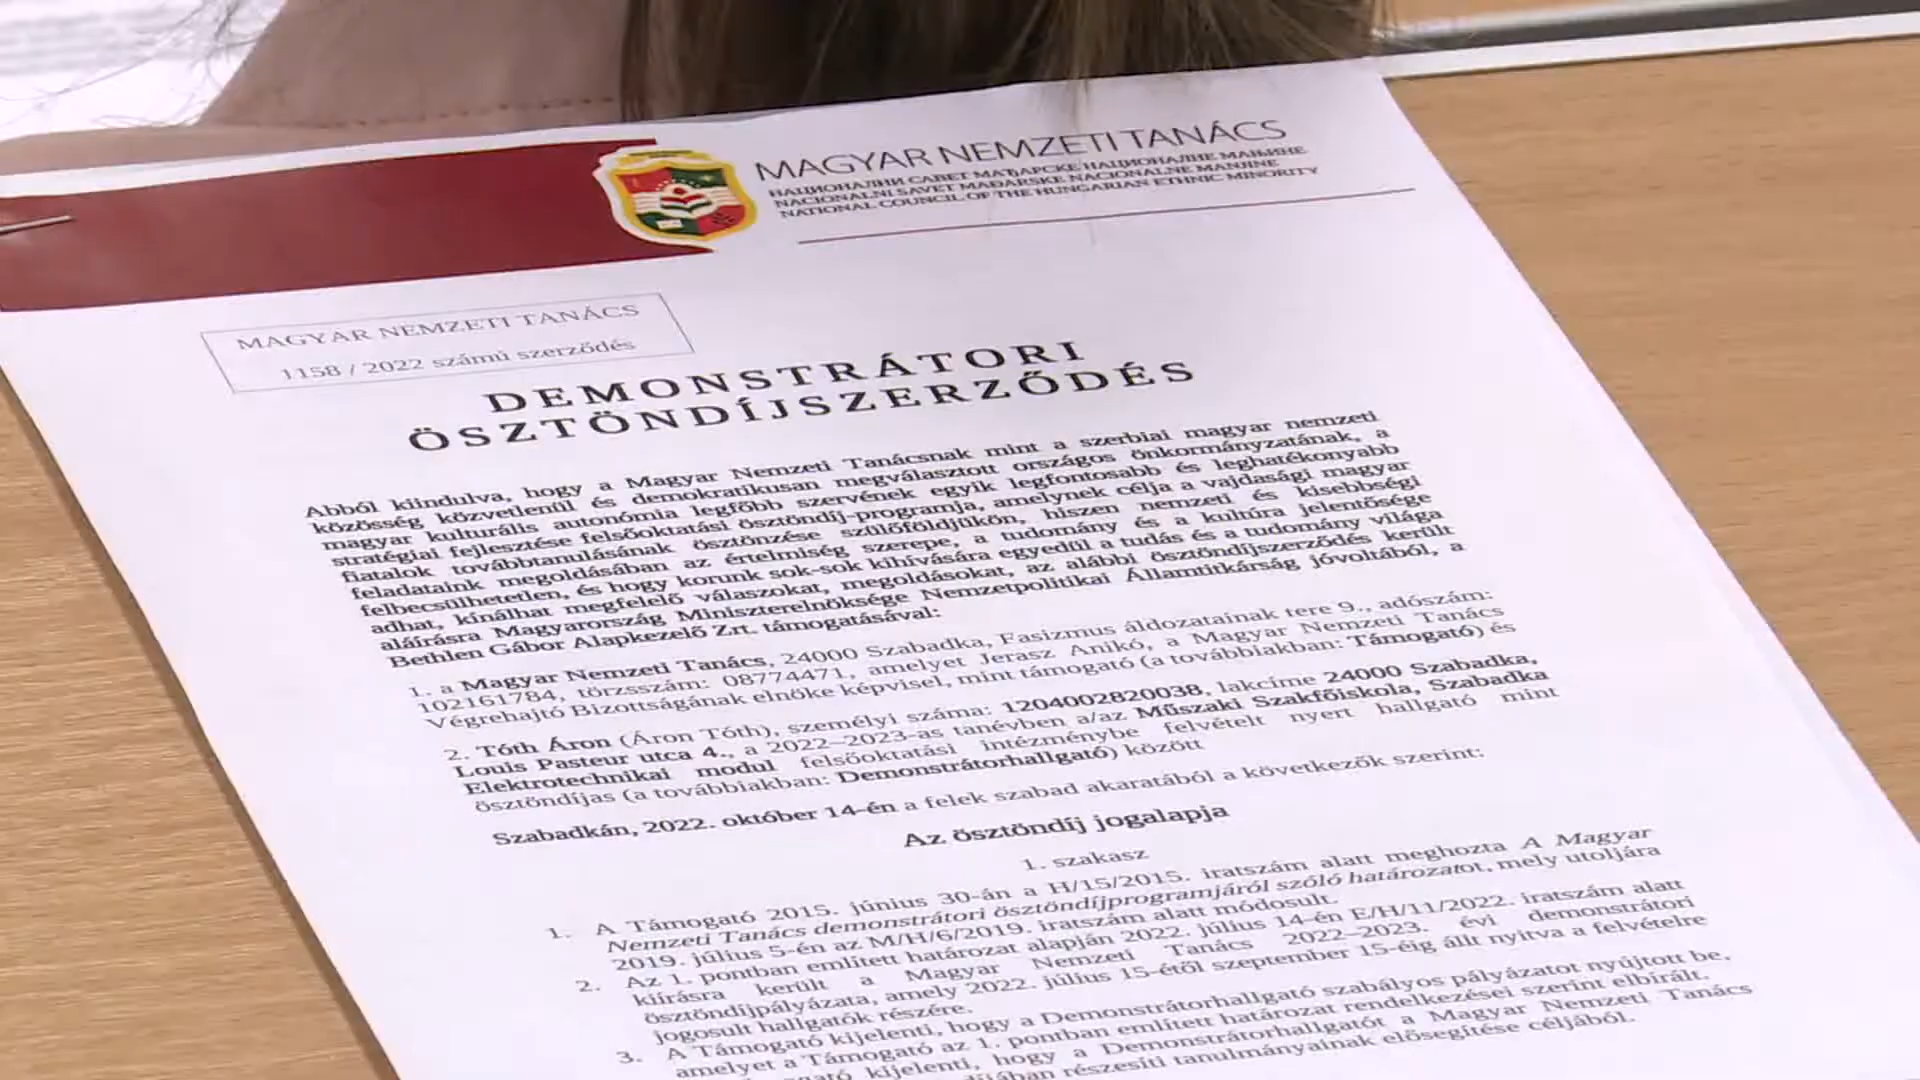 MAGYAR NEMZETI TANÁCS
НАЦИОНАЛНИ САВЕТ МАЂАРСКЕ НАЦИОНАЛНЕ МАЊИНЕ
NACIONALNI SAVET MAĐARSKE NACIONALNE MANJINE
NATIONAL COUNCIL OF THE HUNGARIAN ETHNIC MINORITY
MAGYAR NEMZETI TANÁCS
1158 / 2022 számú szerződés
DEMONSTRÁTORI
ÖSZTÖNDÍJSZERZŐDÉS
Abból kiindulva, hogy a Magyar Nemzeti Tanácsnak mint a szerbiai magyar nemzeti
közösség közvetlenül és demokratikusan megválasztott országos önkormányzatának, a
magyar kulturális autonómia legfőbb szervének egyik legfontosabb és leghatékonyabb
stratégiai fejlesztése felsőoktatási ösztöndíj-programja, amelynek célja a vajdasági magyar
fiatalok továbbtanulásának ösztönzése szülőföldjükön, hiszen nemzeti és kisebbségi
feladataink megoldásában az értelmiség szerepe, a tudomány és a kultúra jelentősége
felbecsülhetetlen, és hogy korunk sok-sok kihívására egyedül a tudás és a tudomány világa
adhat, kínálhat megfelelő válaszokat, megoldásokat, az alábbi ösztöndíjszerződés került
aláírásra Magyarország Miniszterelnöksége Nemzetpolitikai Államtitkárság jóvoltából, a
Bethlen Gábor Alapkezelő Zrt. támogatásával:
1. a Magyar Nemzeti Tanács, 24000 Szabadka, Fasizmus áldozatainak tere 9., adószám:
102161784, törzsszám: 08774471, amelyet Jerasz Anikó, a Magyar Nemzeti Tanács
Végrehajtó Bizottságának elnöke képvisel, mint támogató (a továbbiakban: Támogató) és
2. Tóth Áron (Áron Tóth), személyi száma: 1204002820038, lakcíme 24000 Szabadka,
Louis Pasteur utca 4., a 2022–2023-as tanévben a/az Műszaki Szakfőiskola, Szabadka
Elektrotechnikai modul felsőoktatási intézménybe felvételt nyert hallgató mint
ösztöndíjas (a továbbiakban: Demonstrátorhallgató) között
Szabadkán, 2022. október 14-én a felek szabad akaratából a következők szerint:
Az ösztöndíj jogalapja
1. szakasz
1. A Támogató 2015. június 30-án a H/15/2015. iratszám alatt meghozta A Magyar
Nemzeti Tanács demonstrátori ösztöndíjprogramjáról szóló határozatot, mely utoljára
2019. július 5-én az M/H/6/2019. iratszám alatt módosult.
2. Az 1. pontban említett határozat alapján 2022. július 14-én E/H/11/2022. iratszám alatt
kiírásra került a Magyar Nemzeti Tanács 2022–2023. évi demonstrátori
ösztöndíjpályázata, amely 2022. július 15-étől szeptember 15-éig állt nyitva a felvételre
jogosult hallgatók részére.
3. A Támogató kijelenti, hogy a Demonstrátorhallgató szabályos pályázatot nyújtott be,
amelyet a Támogató az 1. pontban említett határozat rendelkezései szerint elbírált.
kijelenti, hogy a Demonstrátorhallgatót a Magyar Nemzeti Tanács
részesíti tanulmányainak elősegítése céljából.